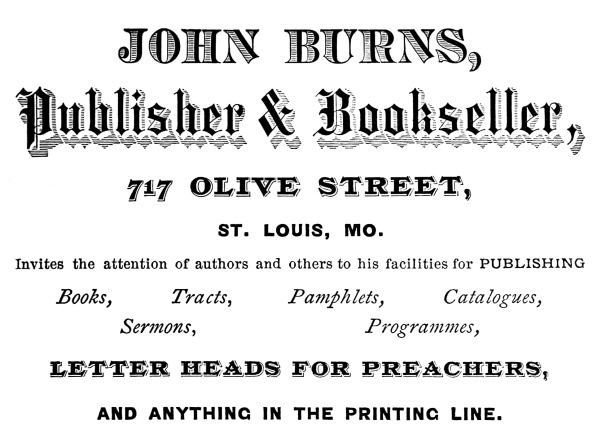 JOHN BURNS,
Publisher & Bookseller,
717 OLIVE STREET,
ST. LOUIS, MO.
Invites the attention of authors and others to his facilities for PUBLISHING
Books, Tracts, Pamphlets, Catalogues,
Sermons, Programmes,
LETTER HEADS FOR PREACHERS,
AND ANYTHING IN THE PRINTING LINE.